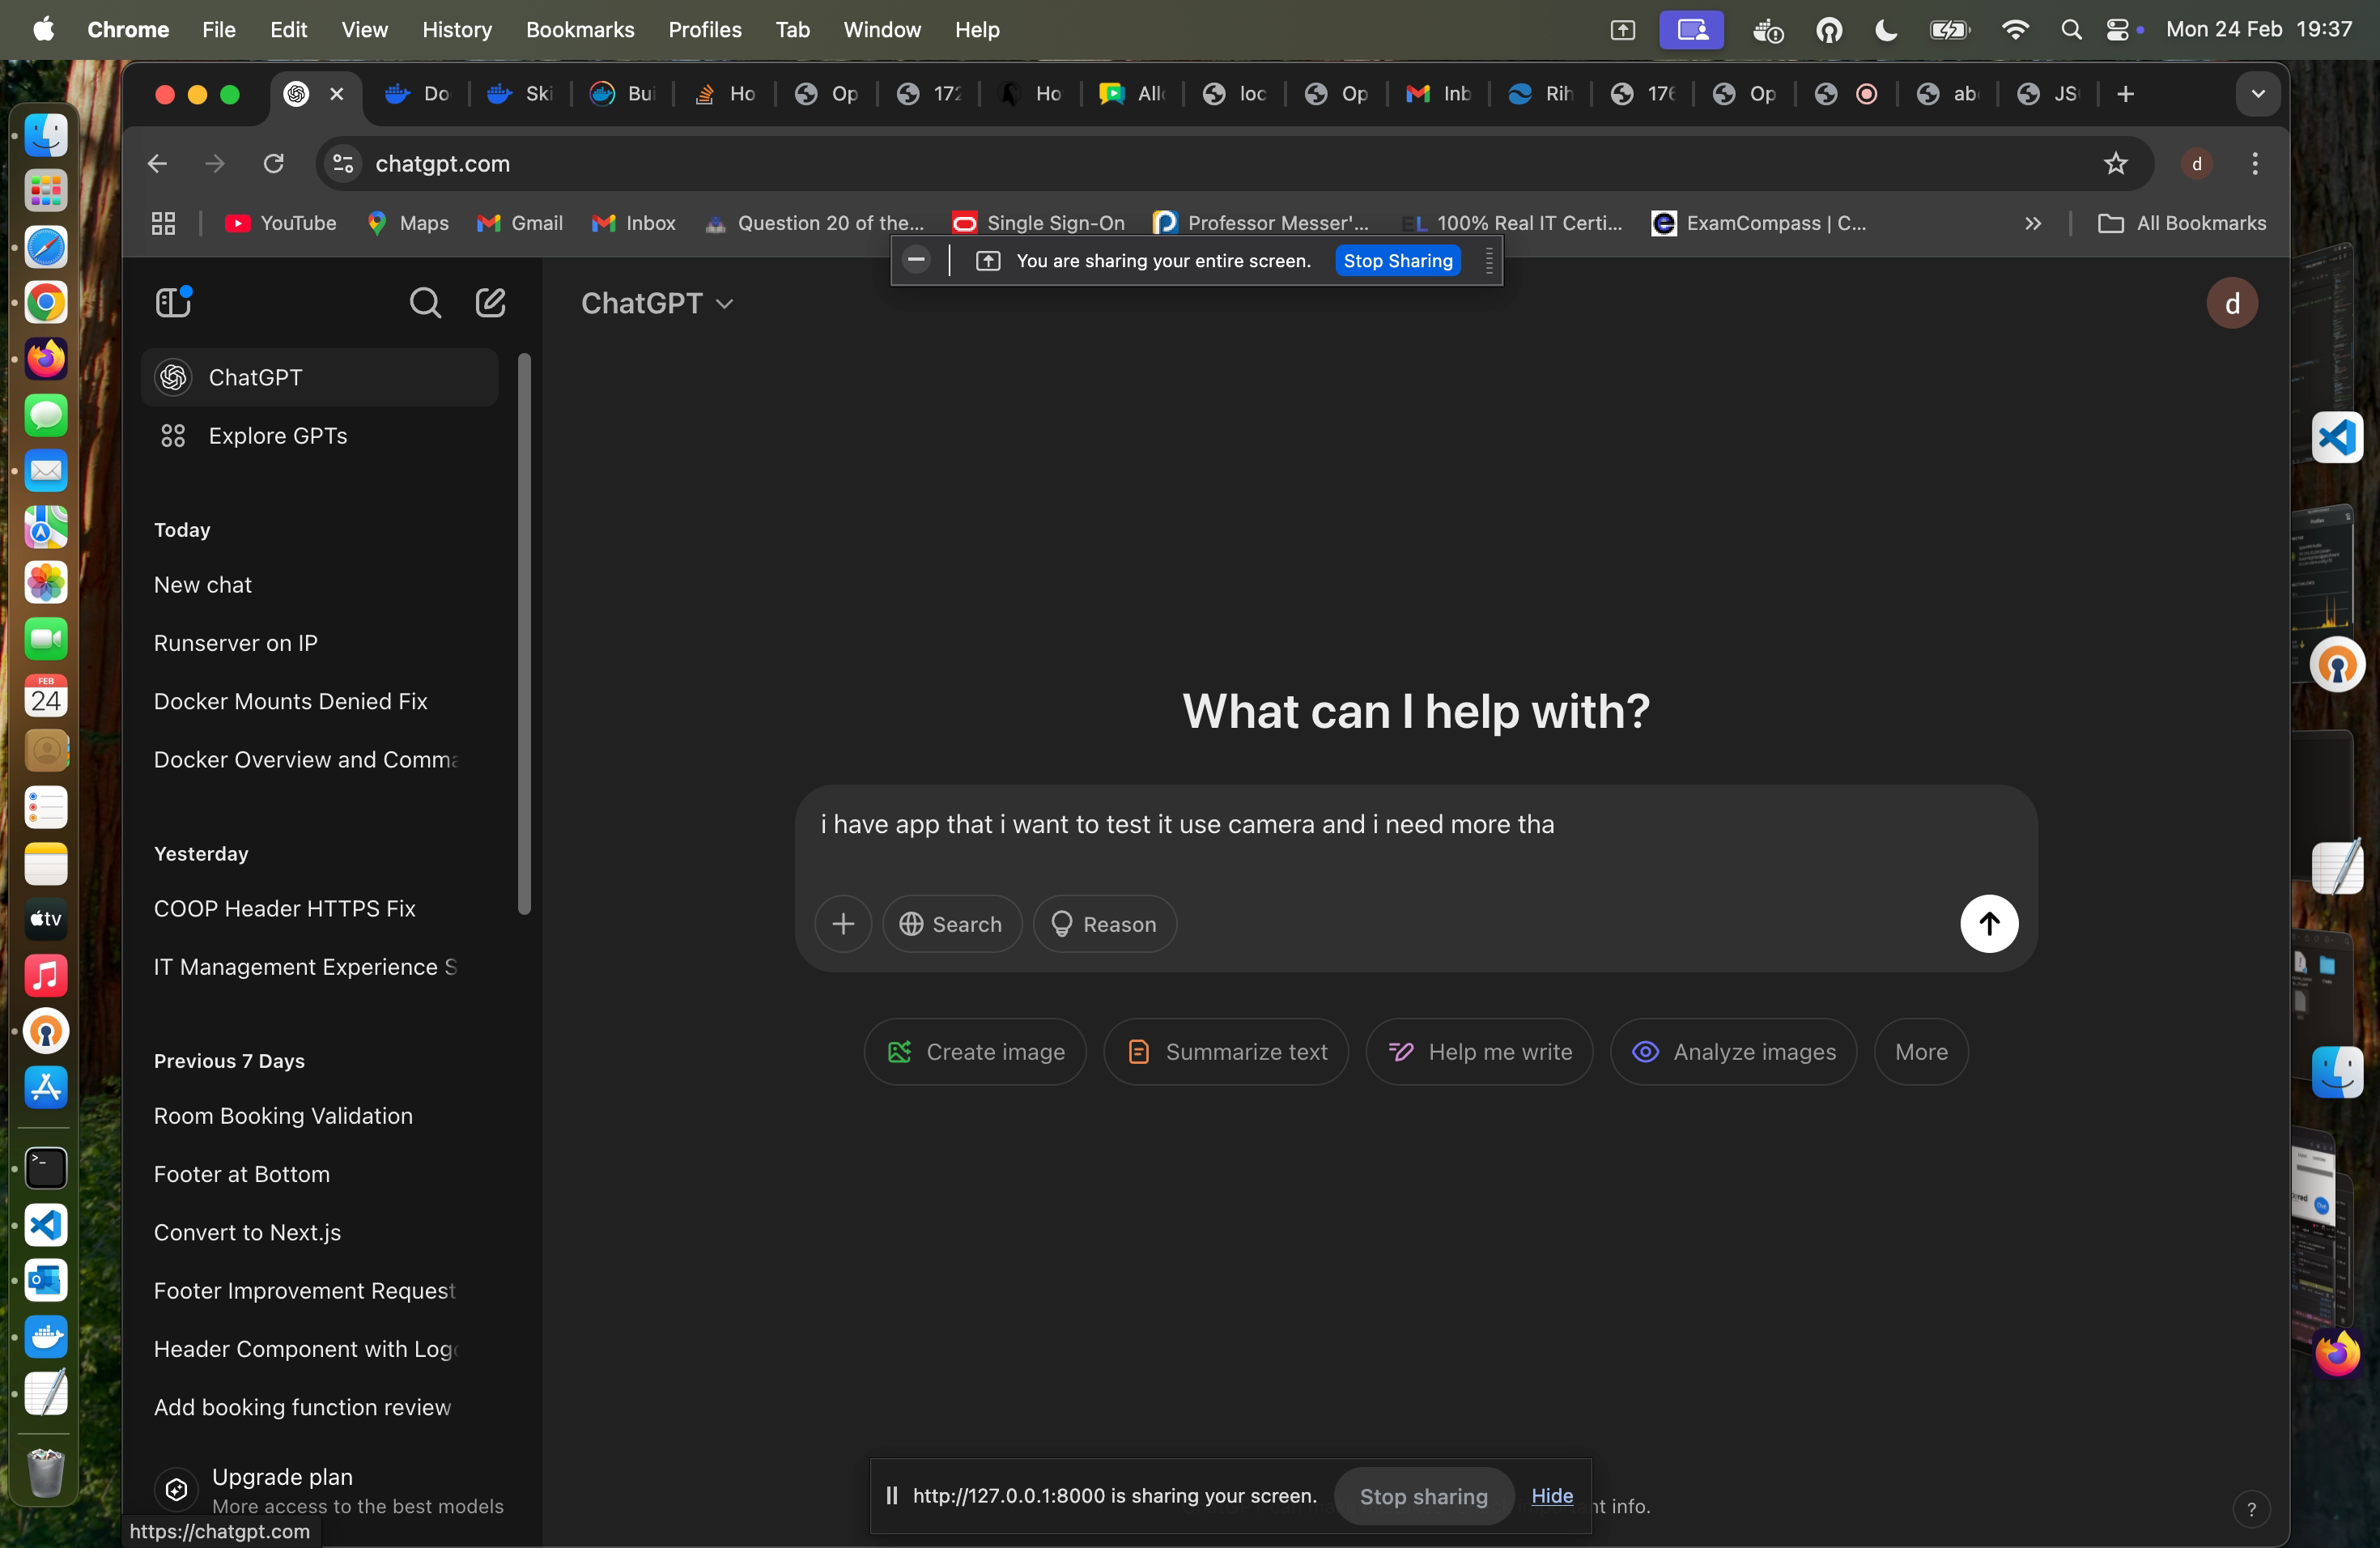 Chrome File Edit View History Bookmarks Profiles Tab Window Help Mon 24 Feb 19:37
Do Ski Bui Ho Op 172 Ho All loc Op Inb Rih 176 Op ab JS
chatgpt.com d
YouTube Maps Gmail Inbox Question 20 of the... Single Sign-On Professor Messer'... EL 100% Real IT Certi... ExamCompass | C... All Bookmarks
You are sharing your entire screen. Stop Sharing
ChatGPT d
ChatGPT
Explore GPTs
Today
New chat
Runserver on IP
Docker Mounts Denied Fix
Docker Overview and Comma
Yesterday
COOP Header HTTPS Fix
IT Management Experience S
Previous 7 Days
Room Booking Validation
Footer at Bottom
Convert to Next.js
Footer Improvement Request
Header Component with Logo
Add booking function review
Upgrade plan
More access to the best models
https://chatgpt.com
What can I help with?
i have app that i want to test it use camera and i need more tha
Search Reason
Create image Summarize text Help me write Analyze images More
http://127.0.0.1:8000 is sharing your screen. Stop sharing Hide
nt info.
?
FEB
24
tv